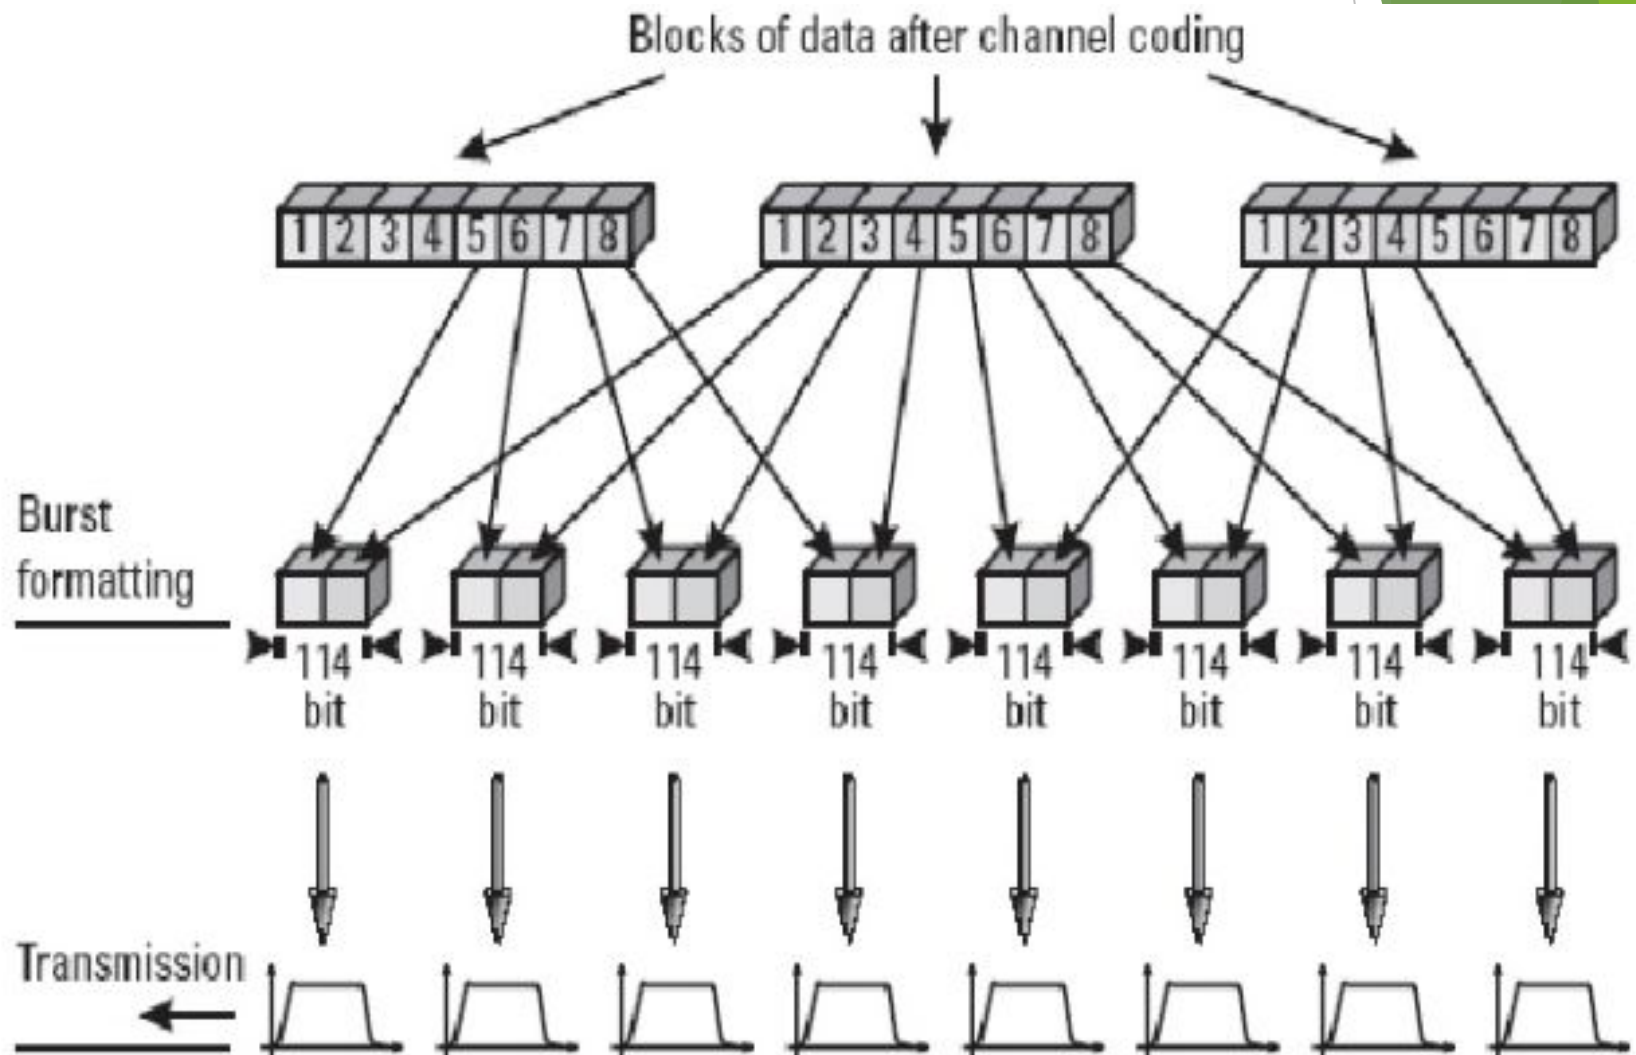 Blocks of data after channel coding
1 2 3 4 5 6 7 8
1 2 3 4 5 6 7 8
1 2 3 4 5 6 7 8
Burst
formatting
114
bit
114
bit
114
bit
114
bit
114
bit
114
bit
114
bit
114
bit
Transmission